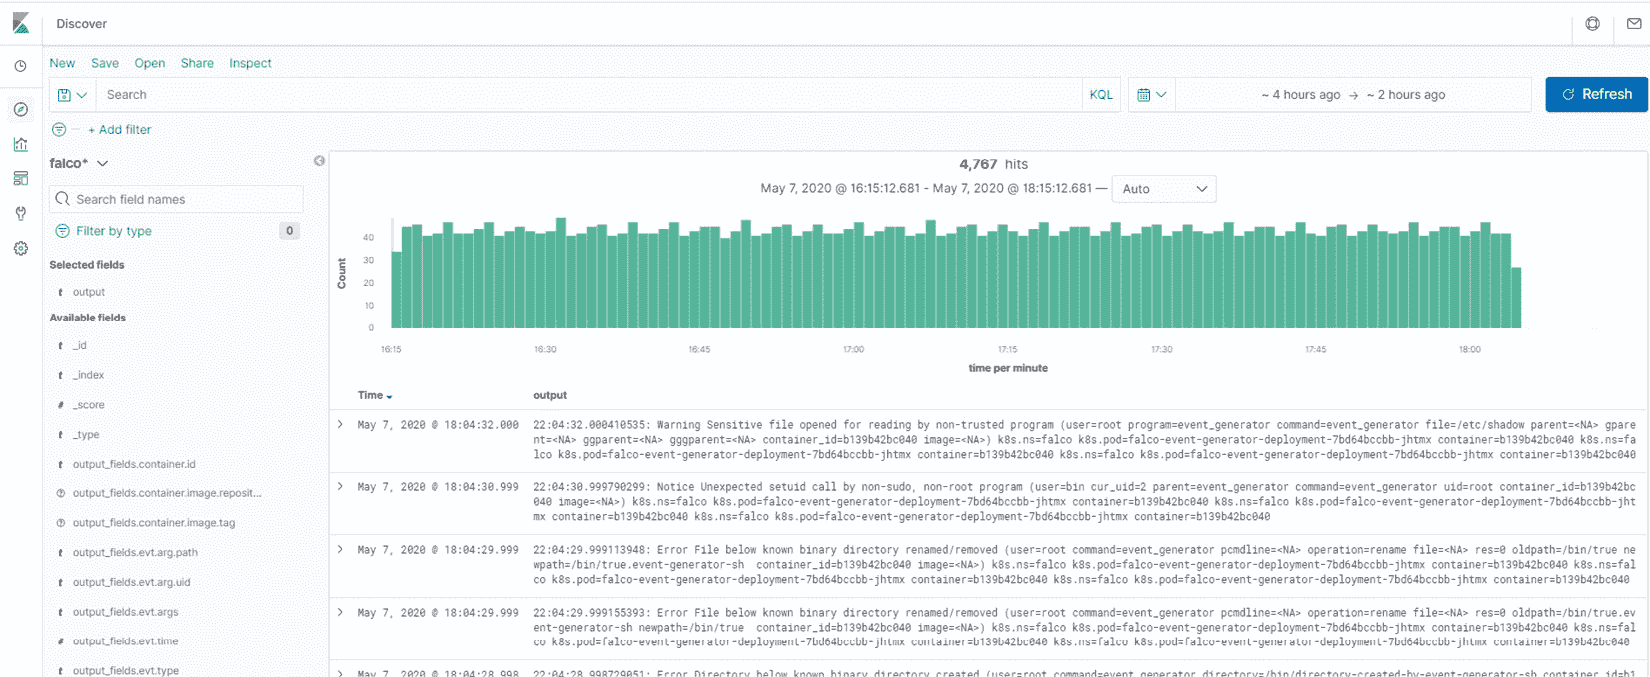 Discover
New Save Open Share Inspect
Search KQL ~ 4 hours ago → ~ 2 hours ago Refresh
+ Add filter
falco*
Search field names
Filter by type 0
Selected fields
t output
Available fields
t _id
t _index
# _score
t _type
t output_fields.container.id
output_fields.container.image.reposit...
output_fields.container.image.tag
t output_fields.evt.arg.path
t output_fields.evt.arg.uid
t output_fields.evt.args
# output_fields.evt.time
t output_fields.evt.type
4,767 hits
May 7, 2020 @ 16:15:12.681 - May 7, 2020 @ 18:15:12.681 — Auto
Count
40
30
20
10
0
16:15 16:30 16:45 17:00 17:15 17:30 17:45 18:00
time per minute
Time output
May 7, 2020 @ 18:04:32.000 22:04:32.000410535: Warning Sensitive file opened for reading by non-trusted program (user=root program=event_generator command=event_generator file=/etc/shadow parent=<NA> gpare
nt=<NA> ggparent=<NA> gggparent=<NA> container_id=b139b42bc040 image=<NA>) k8s.ns=falco k8s.pod=falco-event-generator-deployment-7bd64bccbb-jhtmx container=b139b42bc040 k8s.ns=fa
lco k8s.pod=falco-event-generator-deployment-7bd64bccbb-jhtmx container=b139b42bc040 k8s.ns=falco k8s.pod=falco-event-generator-deployment-7bd64bccbb-jhtmx container=b139b42bc040
May 7, 2020 @ 18:04:30.999 22:04:30.999790299: Notice Unexpected setuid call by non-sudo, non-root program (user=bin cur_uid=2 parent=event_generator command=event_generator uid=root container_id=b139b42bc
040 image=<NA>) k8s.ns=falco k8s.pod=falco-event-generator-deployment-7bd64bccbb-jhtmx container=b139b42bc040 k8s.ns=falco k8s.pod=falco-event-generator-deployment-7bd64bccbb-jht
mx container=b139b42bc040 k8s.ns=falco k8s.pod=falco-event-generator-deployment-7bd64bccbb-jhtmx container=b139b42bc040
May 7, 2020 @ 18:04:29.999 22:04:29.999113948: Error File below known binary directory renamed/removed (user=root command=event_generator pcmdline=<NA> operation=rename file=<NA> res=0 oldpath=/bin/true ne
wpath=/bin/true.event-generator-sh container_id=b139b42bc040 image=<NA>) k8s.ns=falco k8s.pod=falco-event-generator-deployment-7bd64bccbb-jhtmx container=b139b42bc040 k8s.ns=fal
co k8s.pod=falco-event-generator-deployment-7bd64bccbb-jhtmx container=b139b42bc040 k8s.ns=falco k8s.pod=falco-event-generator-deployment-7bd64bccbb-jhtmx container=b139b42bc040
May 7, 2020 @ 18:04:29.999 22:04:29.999155393: Error File below known binary directory renamed/removed (user=root command=event_generator pcmdline=<NA> operation=rename file=<NA> res=0 oldpath=/bin/true.ev
ent-generator-sh newpath=/bin/true container_id=b139b42bc040 image=<NA>) k8s.ns=falco k8s.pod=falco-event-generator-deployment-7bd64bccbb-jhtmx container=b139b42bc040 k8s.ns=fal
co k8s.pod=falco-event-generator-deployment-7bd64bccbb-jhtmx container=b139b42bc040 k8s.ns=falco k8s.pod=falco-event-generator-deployment-7bd64bccbb-jhtmx container=b139b42bc040
May 7, 2020 @ 18:04:28.998 22:04:28.998729051: Error Directory below known binary directory created (user=root command=event_generator directory=/bin/directory-created-by-event-generator-sh container_id=b1